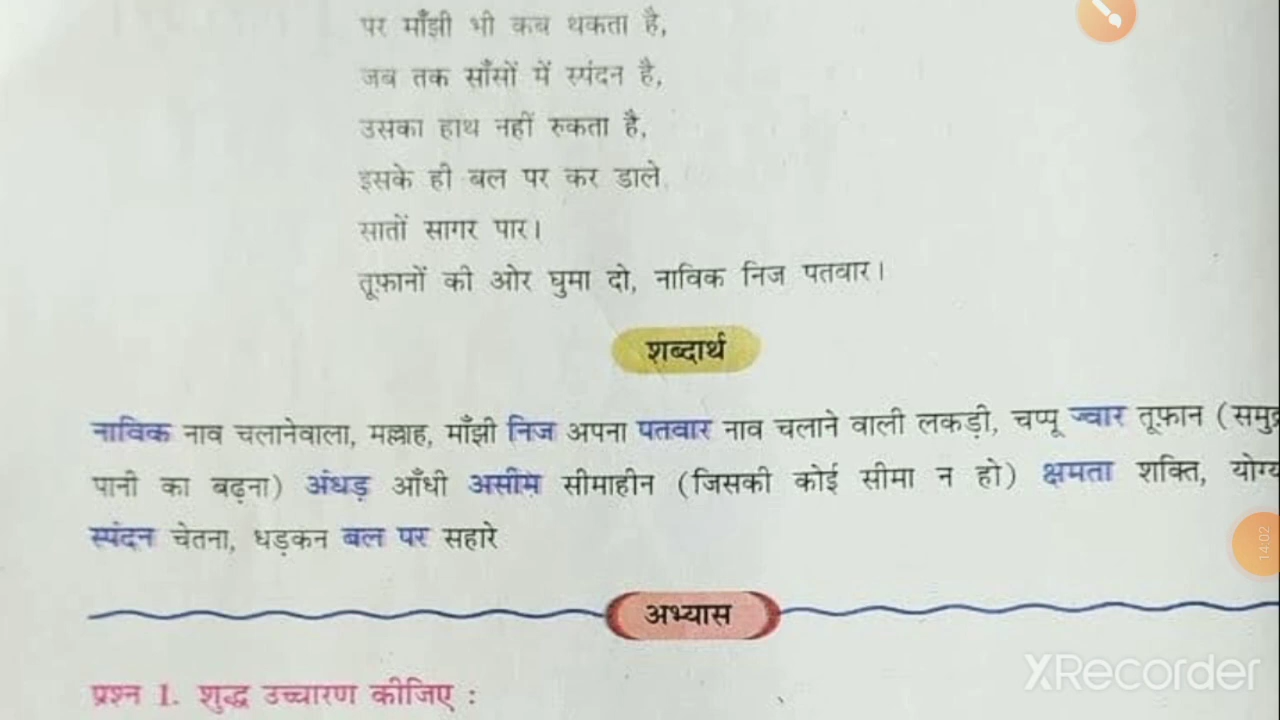 पर माँझी भी कब थकता है,
जब तक साँसों में स्पंदन है,
उसका हाथ नहीं रुकता है,
इसके ही बल पर कर डाले
सातों सागर पार।
तूफ़ानों की ओर घुमा दो, नाविक निज पतवार।
शब्दार्थ
नाविक नाव चलानेवाला, मल्लाह, माँझी निज अपना पतवार नाव चलाने वाली लकड़ी, चप्पू ज्वार तूफ़ान
पानी का बढ़ना) अंधड़ आँधी असीम सीमाहीन (जिसकी कोई सीमा न हो) क्षमता शक्ति,
स्पंदन चेतना, धड़कन बल पर सहारे
14:02
अभ्यास
XRecorder
प्रश्न 1. शुद्ध उच्चारण कीजिए :